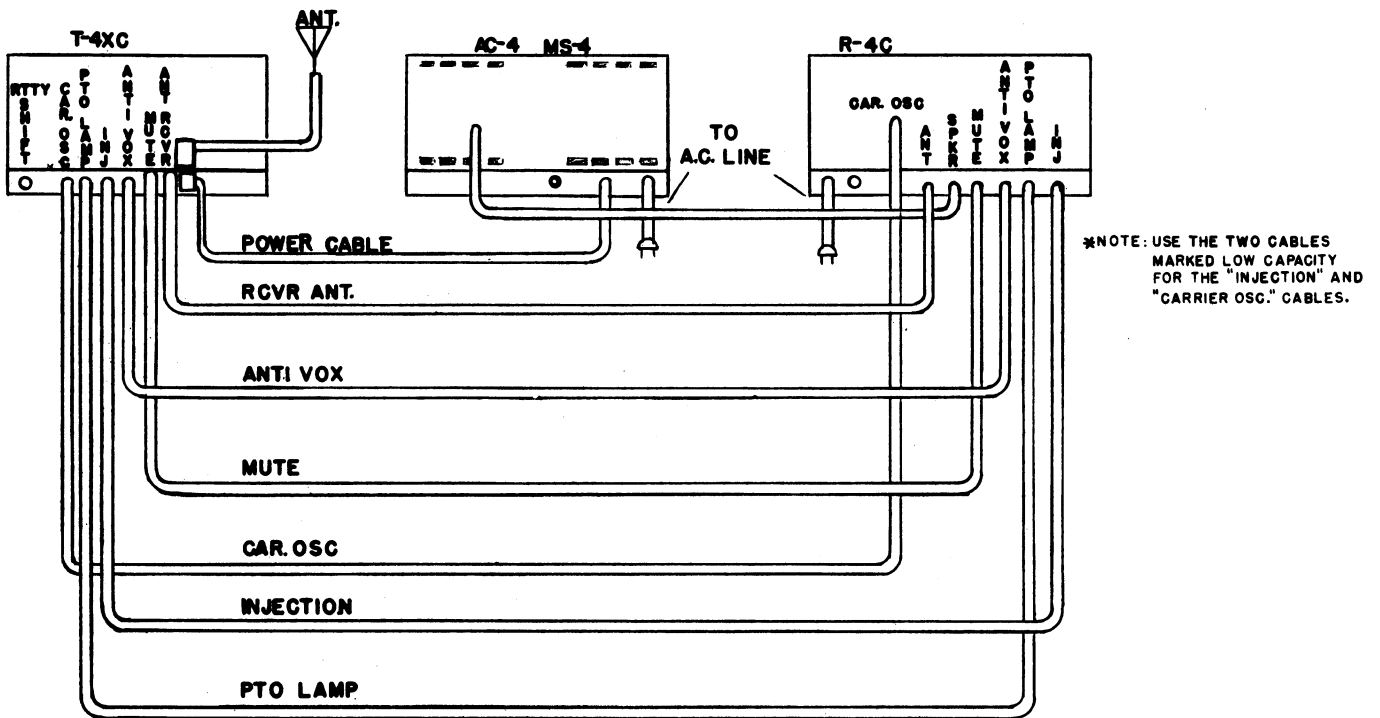 ANT.
T-4XC
AC-4 MS-4
R-4C
RTTY SHIFT
CAR. OSC
PTO LAMP
INJ
ANTI VOX
MUTE
ANT RCVR
*
TO
A.C. LINE
CAR. OSC
ANT
SPKR
MUTE
ANTI VOX
PTO LAMP
INJ
POWER CABLE
RCVR ANT.
ANTI VOX
MUTE
CAR. OSC
INJECTION
PTO LAMP
*NOTE: USE THE TWO CABLES
MARKED LOW CAPACITY
FOR THE "INJECTION" AND
"CARRIER OSC." CABLES.